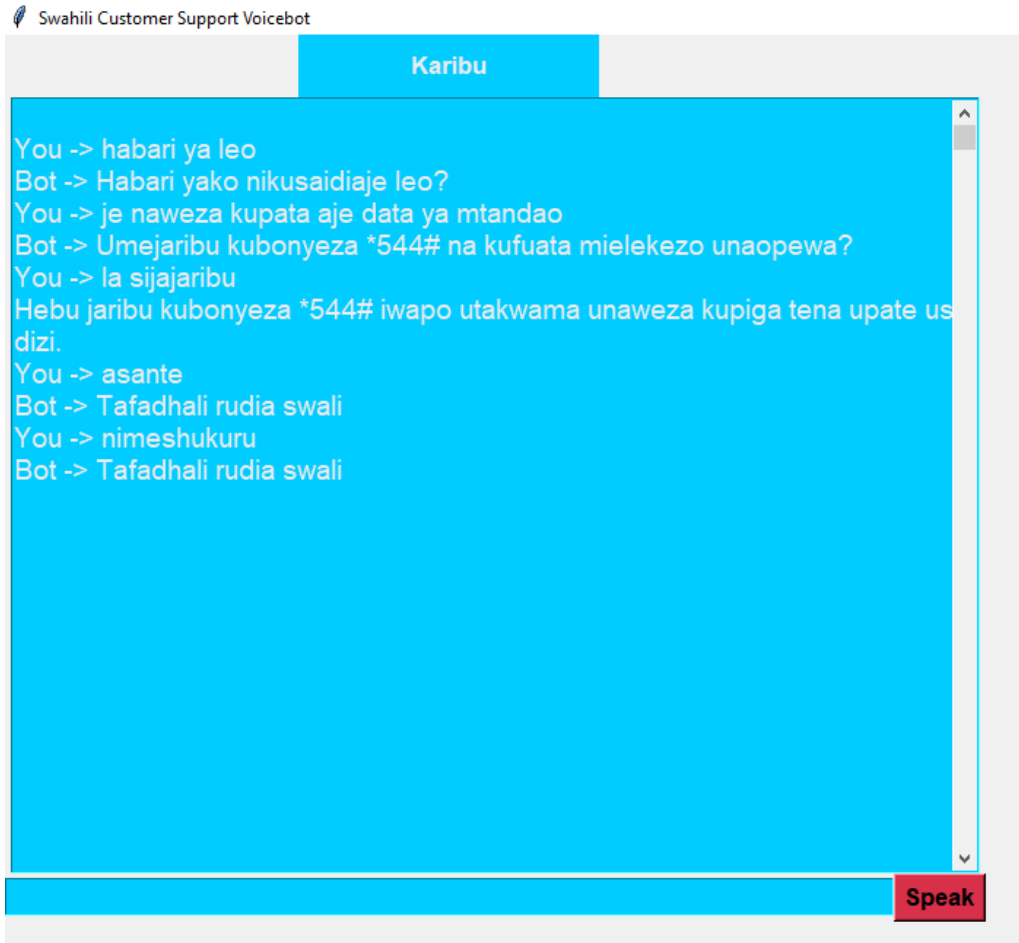 Swahili Customer Support Voicebot
Karibu
You -> habari ya leo
Bot -> Habari yako nikusaidiaje leo?
You -> je naweza kupata aje data ya mtandao
Bot -> Umejaribu kubonyeza *544# na kufuata mielekezo unaopewa?
You -> la sijajaribu
Hebu jaribu kubonyeza *544# iwapo utakwama unaweza kupiga tena upate us
dizi.
You -> asante
Bot -> Tafadhali rudia swali
You -> nimeshukuru
Bot -> Tafadhali rudia swali
Speak